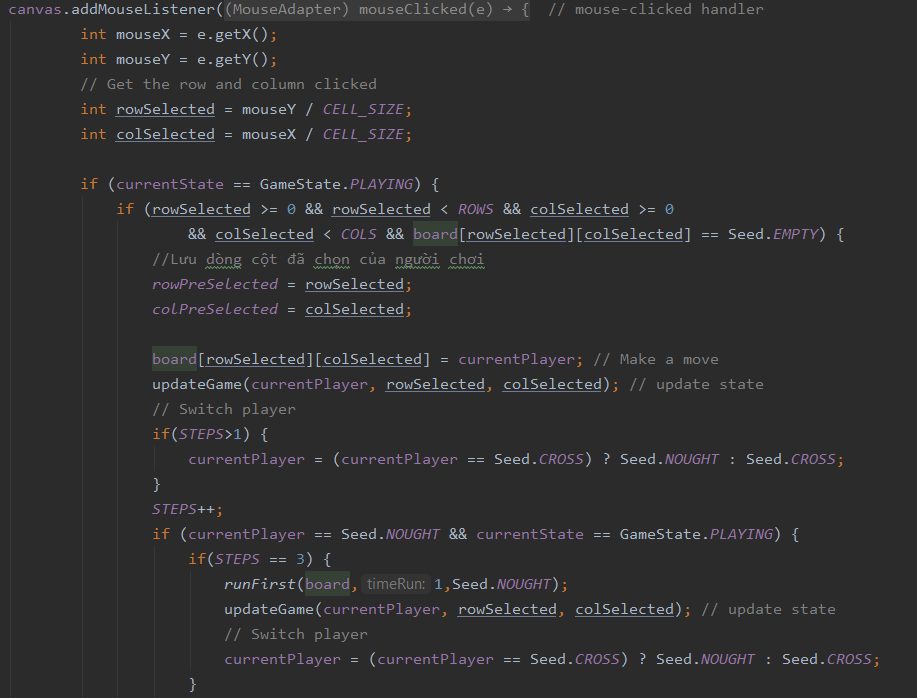 canvas.addMouseListener((MouseAdapter) mouseClicked(e) → {  // mouse-clicked handler
int mouseX = e.getX();
int mouseY = e.getY();
// Get the row and column clicked
int rowSelected = mouseY / CELL_SIZE;
int colSelected = mouseX / CELL_SIZE;
if (currentState == GameState.PLAYING) {
if (rowSelected >= 0 && rowSelected < ROWS && colSelected >= 0
&& colSelected < COLS && board[rowSelected][colSelected] == Seed.EMPTY) {
//Lưu dòng cột đã chọn của người chơi
rowPreSelected = rowSelected;
colPreSelected = colSelected;
board[rowSelected][colSelected] = currentPlayer; // Make a move
updateGame(currentPlayer, rowSelected, colSelected); // update state
// Switch player
if(STEPS>1) {
currentPlayer = (currentPlayer == Seed.CROSS) ? Seed.NOUGHT : Seed.CROSS;
}
STEPS++;
if (currentPlayer == Seed.NOUGHT && currentState == GameState.PLAYING) {
if(STEPS == 3) {
runFirst(board, timeRun: 1,Seed.NOUGHT);
updateGame(currentPlayer, rowSelected, colSelected); // update state
// Switch player
currentPlayer = (currentPlayer == Seed.CROSS) ? Seed.NOUGHT : Seed.CROSS;
}